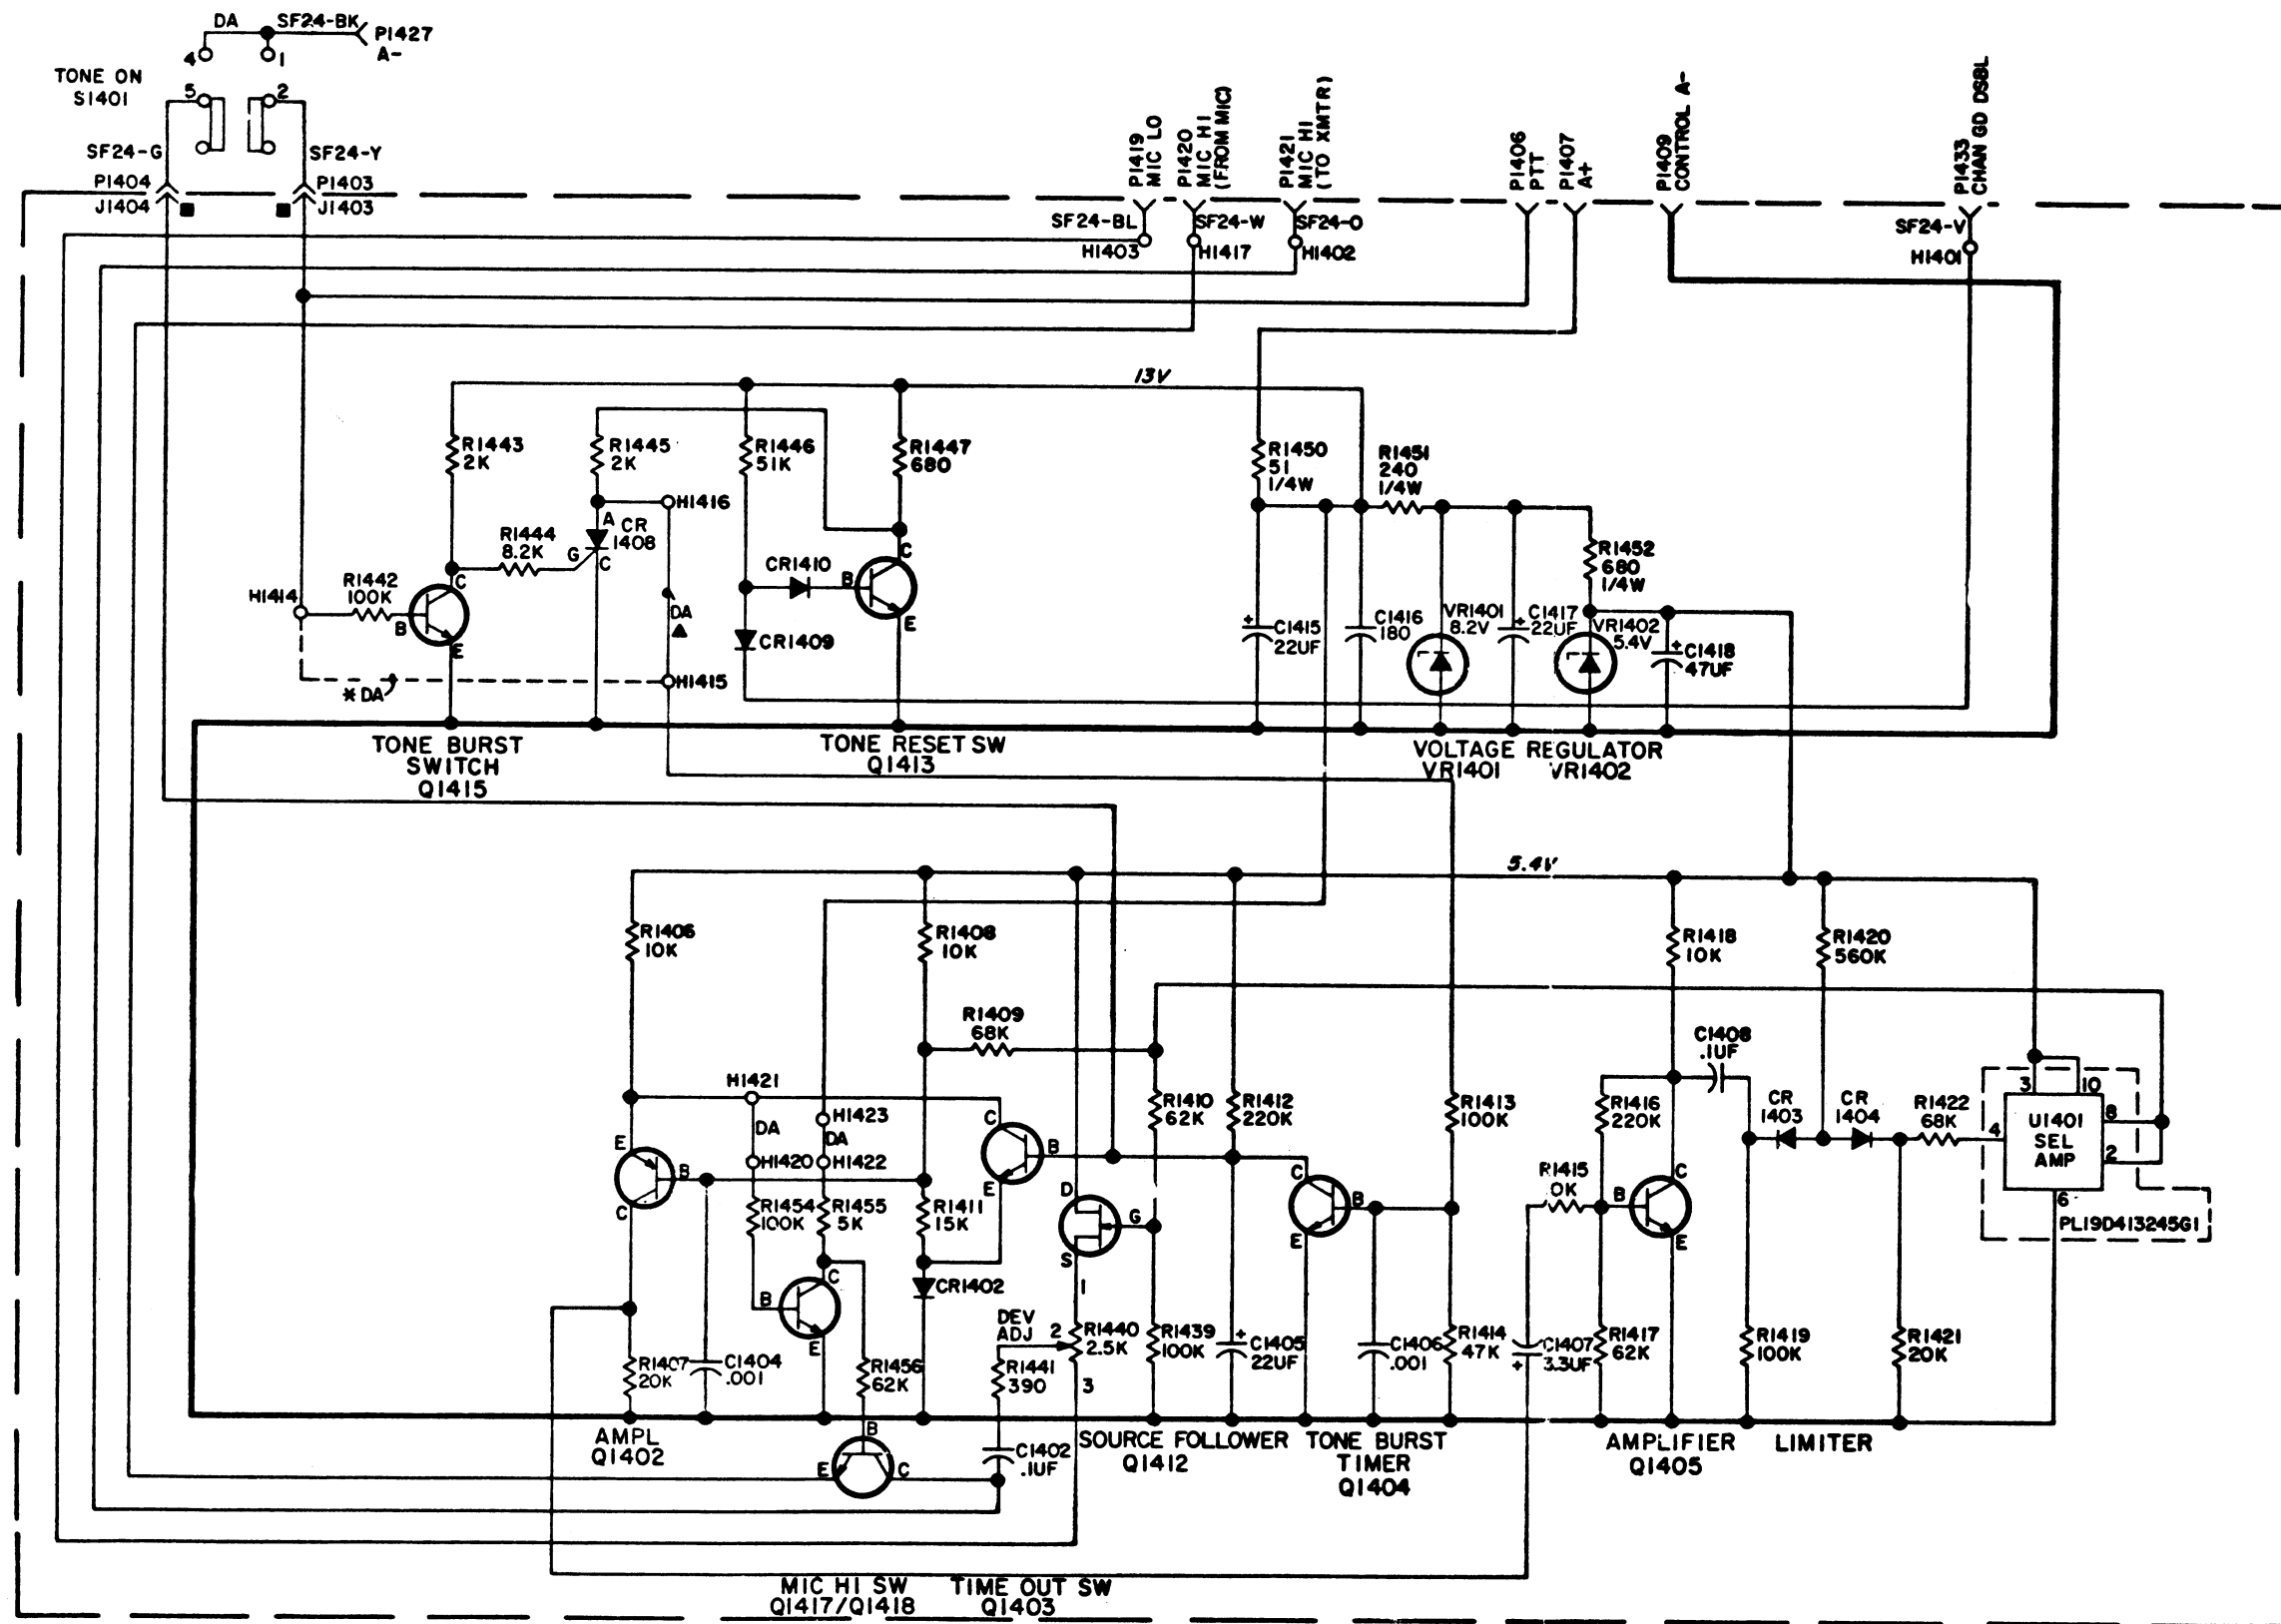 DA
SF24-BK
P1427
A-
4
1
TONE ON
S1401
5
2
SF24-G
SF24-Y
P1404
P1403
J1404
J1403
P1419
MIC LO
P1420
MIC HI
(FROM MIC)
P1421
MIC HI
(TO XMTR)
P1406
PTT
P1407
A+
P1409
CONTROL A-
P1433
CHAN GD DSBL
SF24-BL
SF24-W
SF24-O
SF24-V
H1403
H1417
H1402
H1401
13V
R1443
2K
R1445
2K
R1446
51K
R1447
680
R1450
51
1/4W
R1451
240
1/4W
H1416
A
CR
1408
G
C
R1444
8.2K
C
CR1410
B
C
E
R1452
680
1/4W
H1414
R1442
100K
B
E
DA
CR1409
+
C1415
22UF
C1416
180
VR1401
8.2V
+
C1417
22UF
VR1402
5.4V
+
C1418
47UF
* DA
H1415
TONE BURST
SWITCH
Q1415
TONE RESET SW
Q1413
VOLTAGE REGULATOR
VR1401
VR1402
5.4V
R1406
10K
R1408
10K
R1418
10K
R1420
560K
R1409
68K
C1408
.1UF
H1421
H1423
DA
DA
H1420
H1422
C
B
E
R1410
62K
R1412
220K
R1413
100K
R1416
220K
CR
1403
CR
1404
R1422
68K
3
10
4
8
U1401
SEL
AMP
2
6
PL19D413245G1
E
B
C
R1454
100K
R1455
5K
R1411
15K
D
G
S
C
B
E
R1415
B
C
E
B
C
E
CR1402
1
DEV
ADJ
2
R1440
2.5K
3
R1439
100K
+
C1405
22UF
C1406
.001
R1414
47K
C1407
3.3UF
+
R1417
62K
R1419
100K
R1421
20K
R1407
20K
C1404
.001
R1456
62K
R1441
390
AMPL
Q1402
B
E
C
C1402
.1UF
SOURCE FOLLOWER
Q1412
TONE BURST
TIMER
Q1404
AMPLIFIER
Q1405
LIMITER
MIC HI SW
Q1417/Q1418
TIME OUT SW
Q1403